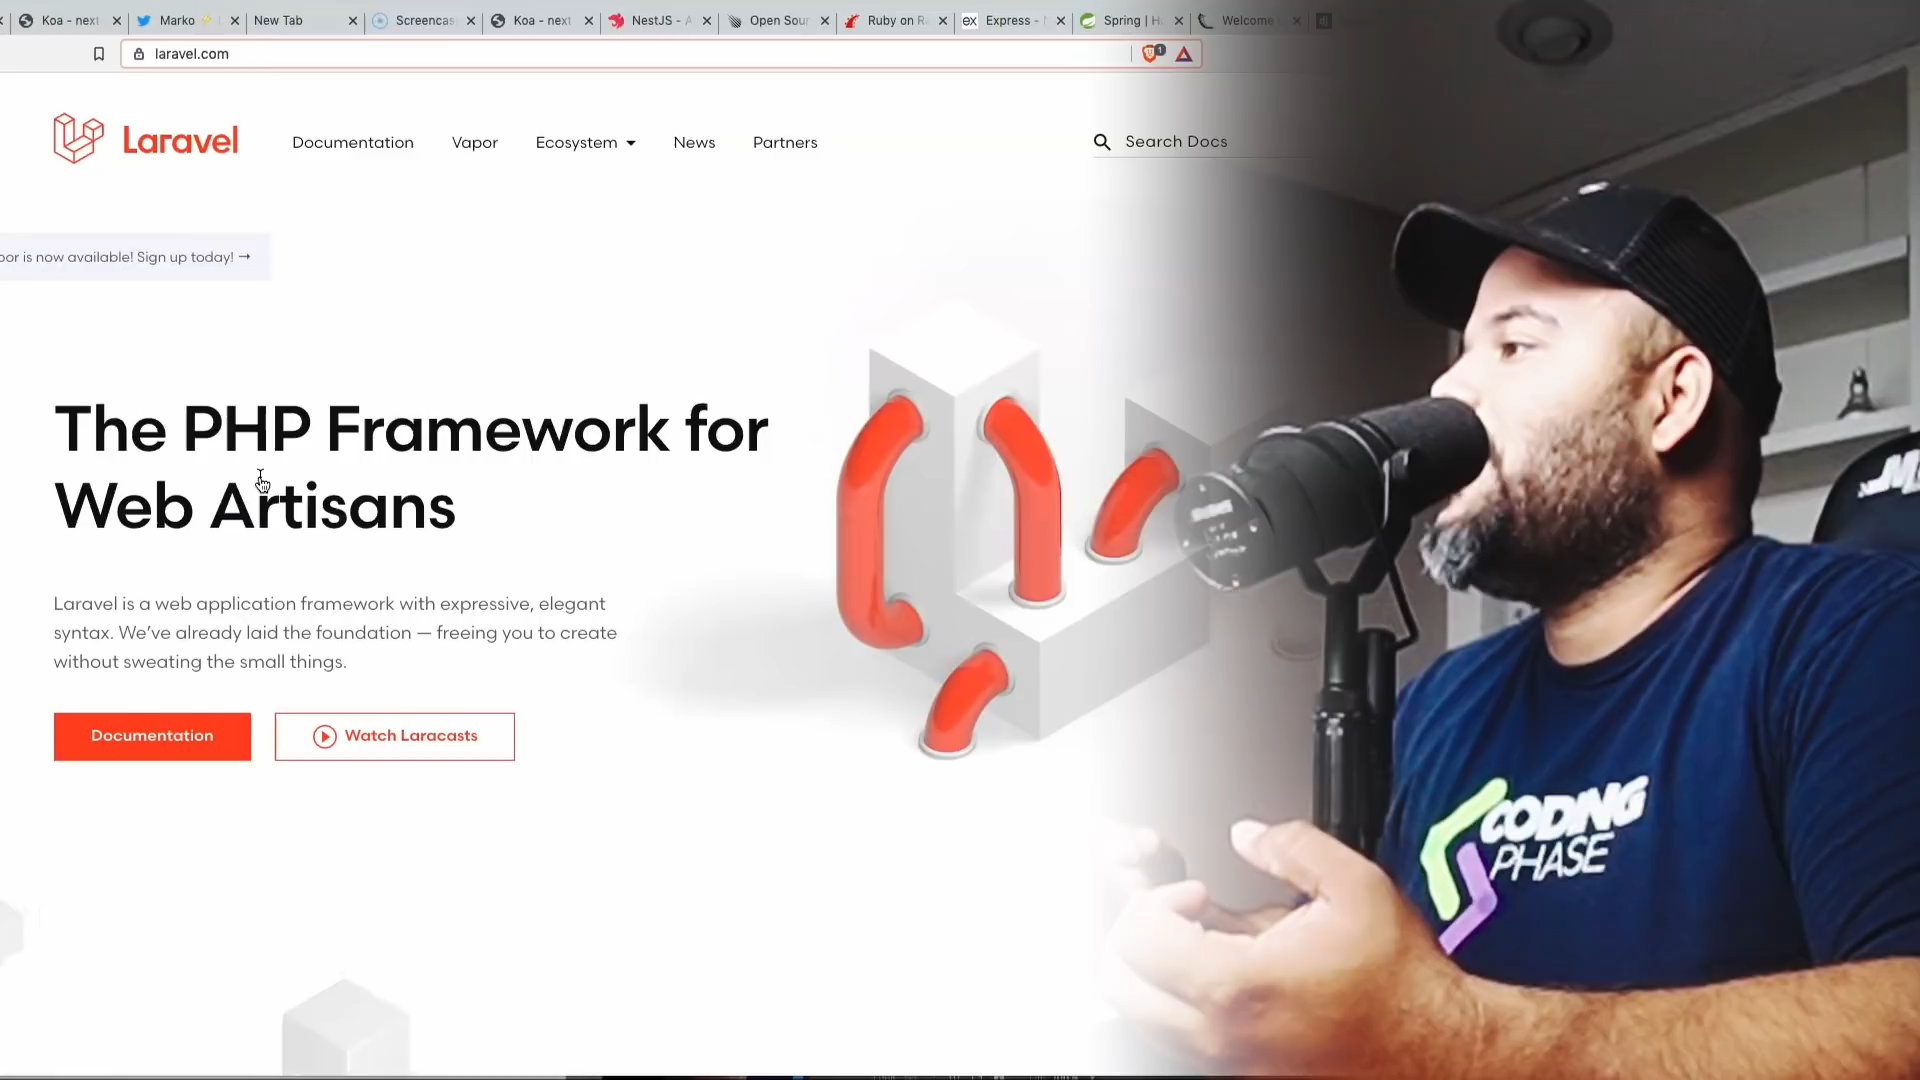 Koa - next
Marko
New Tab
Screencas
Koa - next
NestJS - A
Open Sour
Ruby on R
Express -
Spring | H
Welcome
laravel.com
1
Laravel
Documentation
Vapor
Ecosystem
News
Partners
Search Docs
por is now available! Sign up today! →
The PHP Framework for
Web Artisans
Laravel is a web application framework with expressive, elegant
syntax. We've already laid the foundation — freeing you to create
without sweating the small things.
Documentation
Watch Laracasts
CODING
PHASE